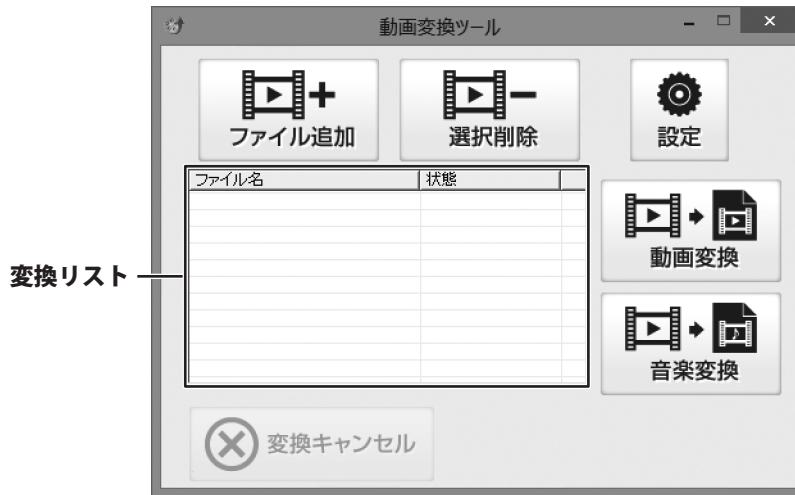 動画変換ツール
ファイル追加
選択削除
設定
ファイル名
状態
動画変換
変換リスト
音楽変換
変換キャンセル